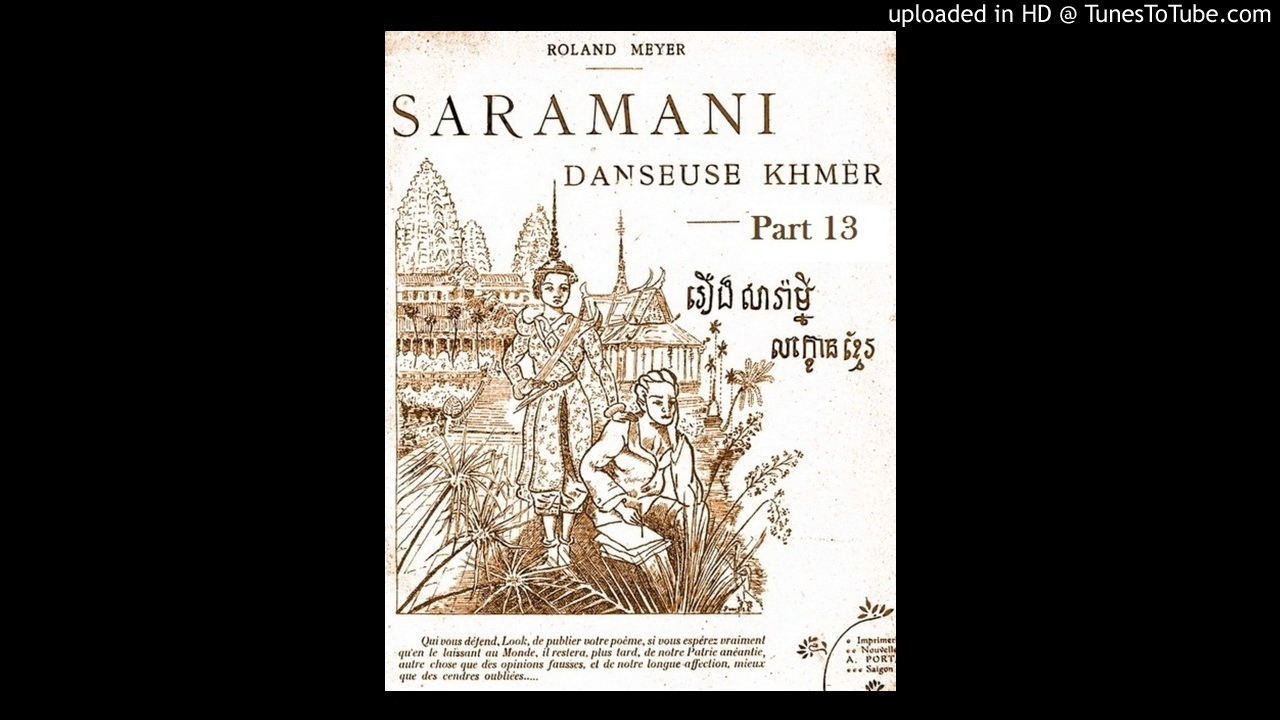 uploaded in HD @ TunesToTube.com
ROLAND MEYER
SARAMANI
DANSEUSE KHMÈR
— Part 13
រឿង សារ៉ាម្នី
លក្ខោនខ្មែរ
Qui vous défend, Look, de publier votre poème, si vous espérez vraiment
qu'en le laissant au Monde, il restera, plus tard, de notre Patrie anéantie,
autre chose que des opinions fausses, et de notre longue affection, mieux
que des cendres oubliées.....
Imprimer
Nouvelle
A. PORT
Saigon